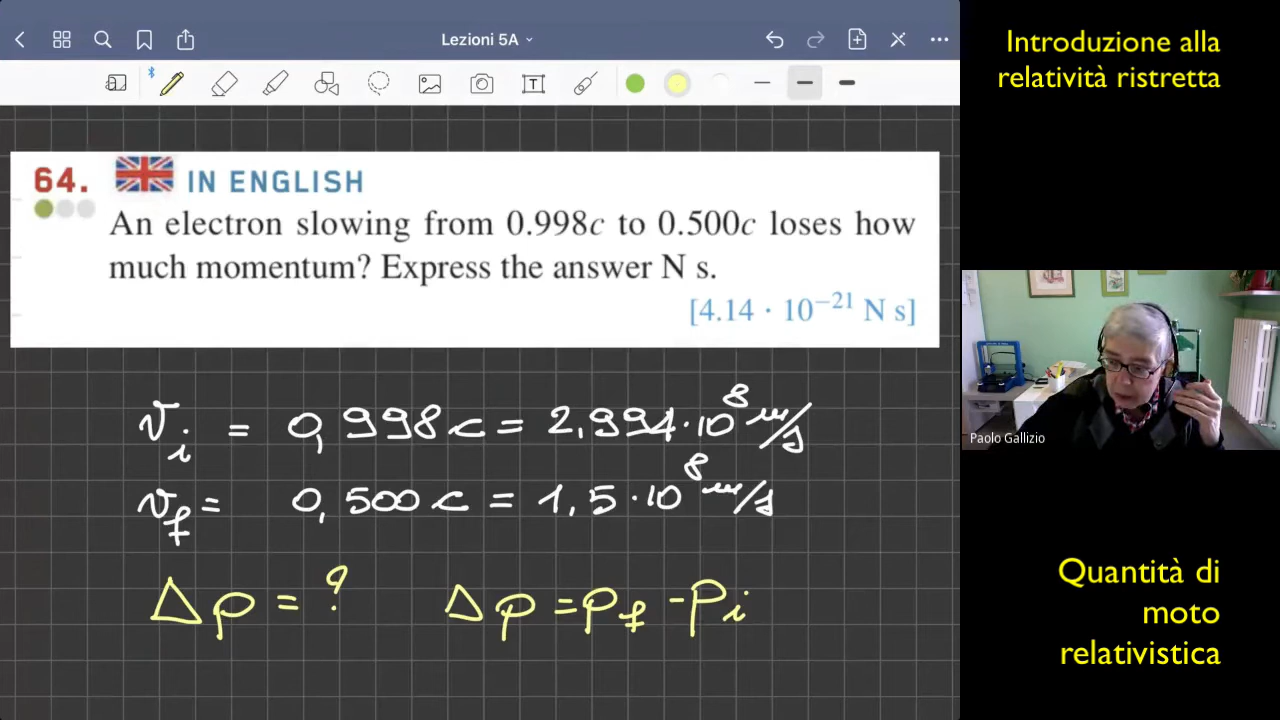 Lezioni 5A
Introduzione alla
relatività ristretta
T
64. IN ENGLISH
An electron slowing from 0.998c to 0.500c loses how
much momentum? Express the answer N s.
[4.14 · 10⁻²¹ N s]
vᵢ = 0,998 c = 2,994·10⁸ m/s
v_f = 0,500 c = 1,5·10⁸ m/s
Δp = ? Δp = p_f - pᵢ
Paolo Gallizio
Quantità di
moto
relativistica